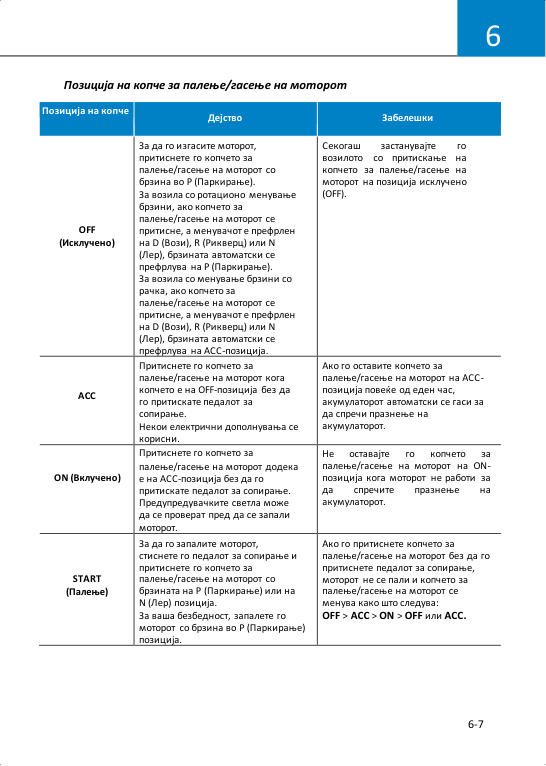 6
Позиција на копче за палење/гасење на моторот
Позиција на копче
Дејство
Забелешки
OFF
(Исклучено)
За да го изгасите моторот,
притиснете го копчето за
палење/гасење на моторот со
брзина во P (Паркирање).
За возила со ротационо менување
брзини, ако копчето за
палење/гасење на моторот се
притисне, а менувачот е префрлен
на D (Вози), R (Рикверц) или N
(Лер), брзината автоматски се
префрлува на P (Паркирање).
За возила со менување брзини со
рачка, ако копчето за
палење/гасење на моторот се
притисне, а менувачот е префрлен
на D (Вози), R (Рикверц) или N
(Лер), брзината автоматски се
префрлува на ACC-позиција.
Секогаш застанувајте го
возилото со притискање на
копчето за палење/гасење на
моторот на позиција исклучено
(OFF).
ACC
Притиснете го копчето за
палење/гасење на моторот кога
копчето е на OFF-позиција без да
го притискате педалот за
сопирање.
Некои електрични дополнувања се
корисни.
Ако го оставите копчето за
палење/гасење на моторот на ACC-
позиција повеќе од еден час,
акумулаторот автоматски се гаси за
да спречи празнење на
акумулаторот.
ON (Вклучено)
Притиснете го копчето за
палење/гасење на моторот додека
е на ACC-позиција без да го
притискате педалот за сопирање.
Предупредувачките светла може
да се проверат пред да се запали
моторот.
Не оставајте го копчето за
палење/гасење на моторот на ON-
позиција кога моторот не работи за
да спречите празнење на
акумулаторот.
START
(Палење)
За да го запалите моторот,
стиснете го педалот за сопирање и
притиснете го копчето за
палење/гасење на моторот со
брзината на P (Паркирање) или на
N (Лер) позиција.
За ваша безбедност, запалете го
моторот со брзина во P (Паркирање)
позиција.
Ако го притиснете копчето за
палење/гасење на моторот без да го
притиснете педалот за сопирање,
моторот не се пали и копчето за
палење/гасење на моторот се
менува како што следува:
OFF > ACC > ON > OFF или ACC.
6-7